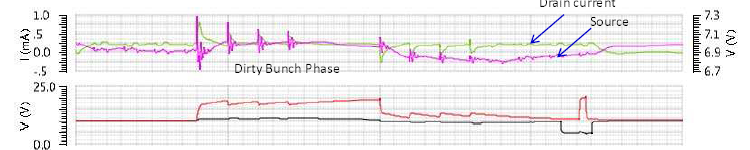 Drain current
1.0
7.3
Source
.5
7.1
I (mA)
0.0
6.9
V (V)
-.5
6.7
Dirty Bunch Phase
25.0
V (V)
0.0